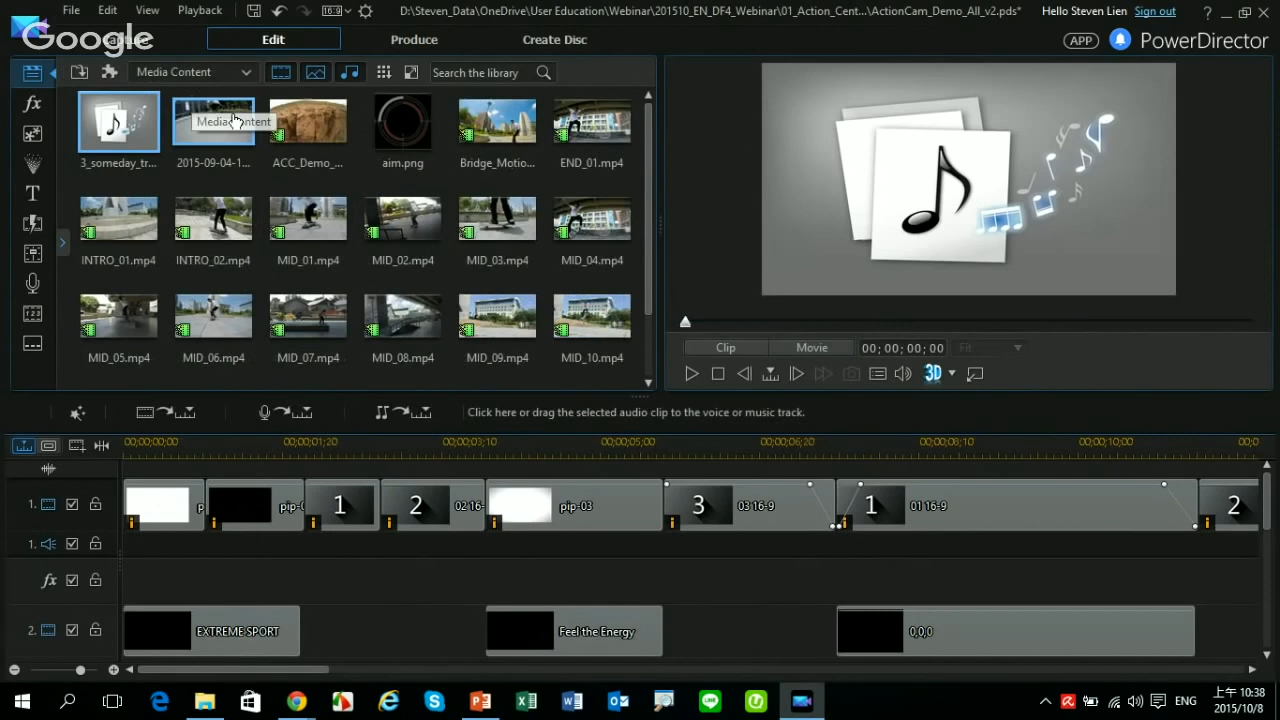 File Edit View Playback
16:9
D:\Steven_Data\OneDrive\User Education\Webinar\201510_EN_DF4_Webinar\01_Action_Cent...\ActionCam_Demo_All_v2.pds*
Hello Steven Lien Sign out
? _
Google
Edit Produce Create Disc
APP PowerDirector
Media Content
Search the library
Media Content
3_someday_tr... 2015-09-04-1... ACC_Demo_... aim.png Bridge_Motio... END_01.mp4
INTRO_01.mp4 INTRO_02.mp4 MID_01.mp4 MID_02.mp4 MID_03.mp4 MID_04.mp4
MID_05.mp4 MID_06.mp4 MID_07.mp4 MID_08.mp4 MID_09.mp4 MID_10.mp4
fx
T
Clip Movie 00; 00; 00; 00 Fit
3D
Click here or drag the selected audio clip to the voice or music track.
00;00;00;00 00;00;01;20 00;00;03;10 00;00;05;00 00;00;06;20 00;00;08;10 00;00;10;00 00;0
1. pip-0 1 2 02 16-9 pip-03 3 03 16-9 1 01 16-9 2
1.
fx
2. EXTREME SPORT Feel the Energy 0,0,0
ENG
上午 10:38
2015/10/8